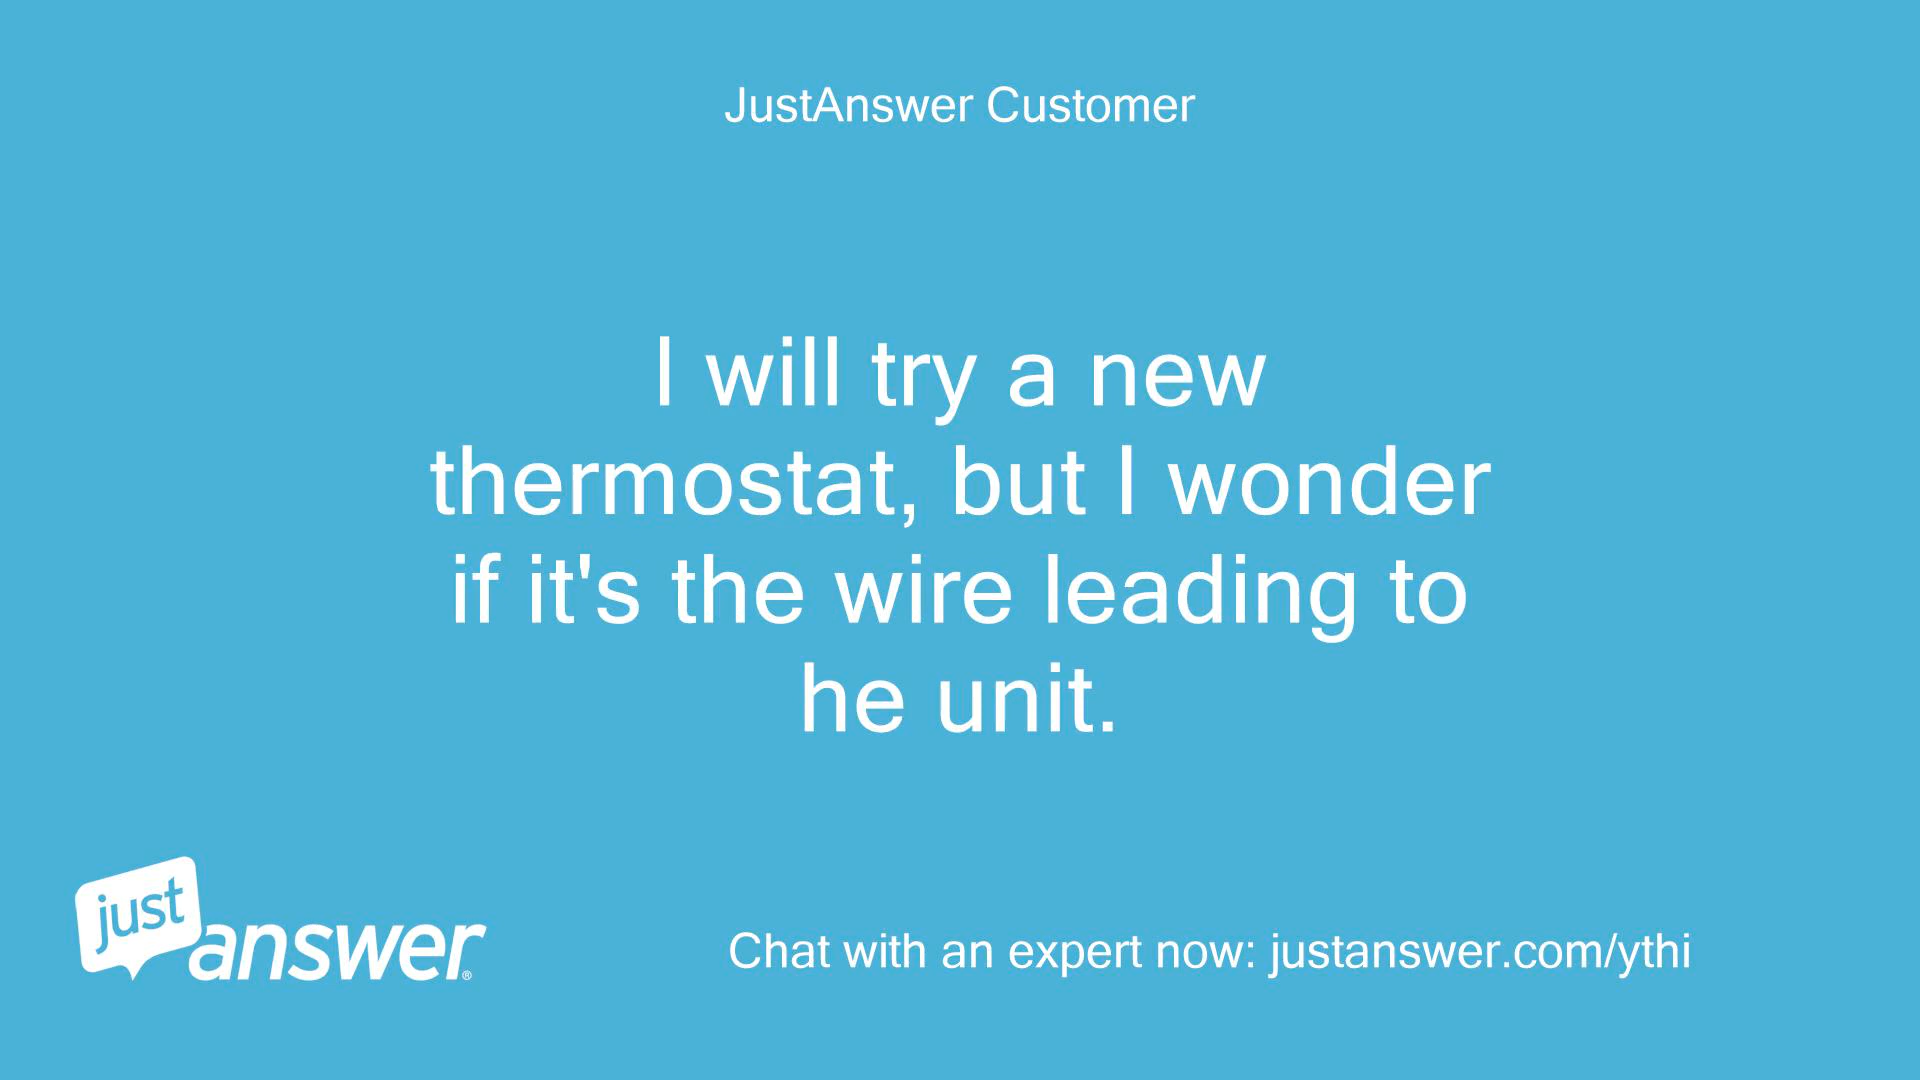 JustAnswer Customer
I will try a new
thermostat, but I wonder
if it's the wire leading to
he unit.
just
answer®
Chat with an expert now: justanswer.com/ythi